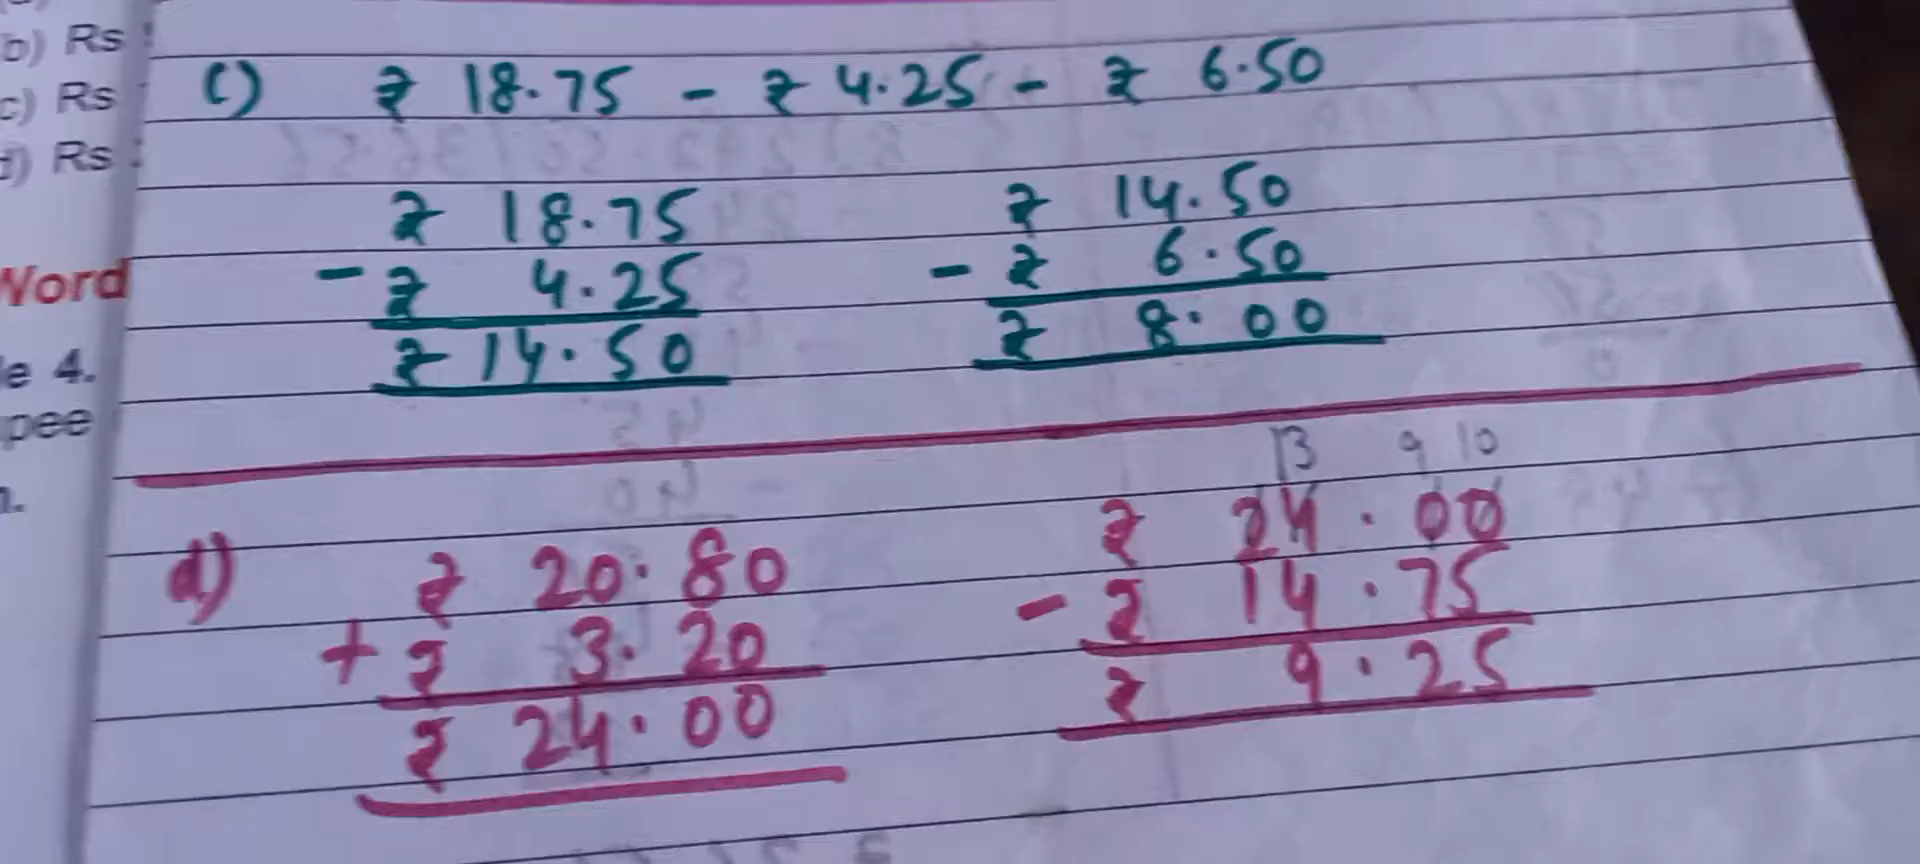 b) Rs
c) Rs
d) Rs
Word
e 4.
pee
c) ₹ 18.75 - ₹ 4.25 - ₹ 6.50
₹ 18.75
- ₹ 4.25
₹ 14.50
₹ 14.50
- ₹ 6.50
₹ 8.00
d) ₹ 20.80
+ ₹ 3.20
₹ 24.00
13 9 10
₹ 24.00
- ₹ 14.75
₹ 9.25